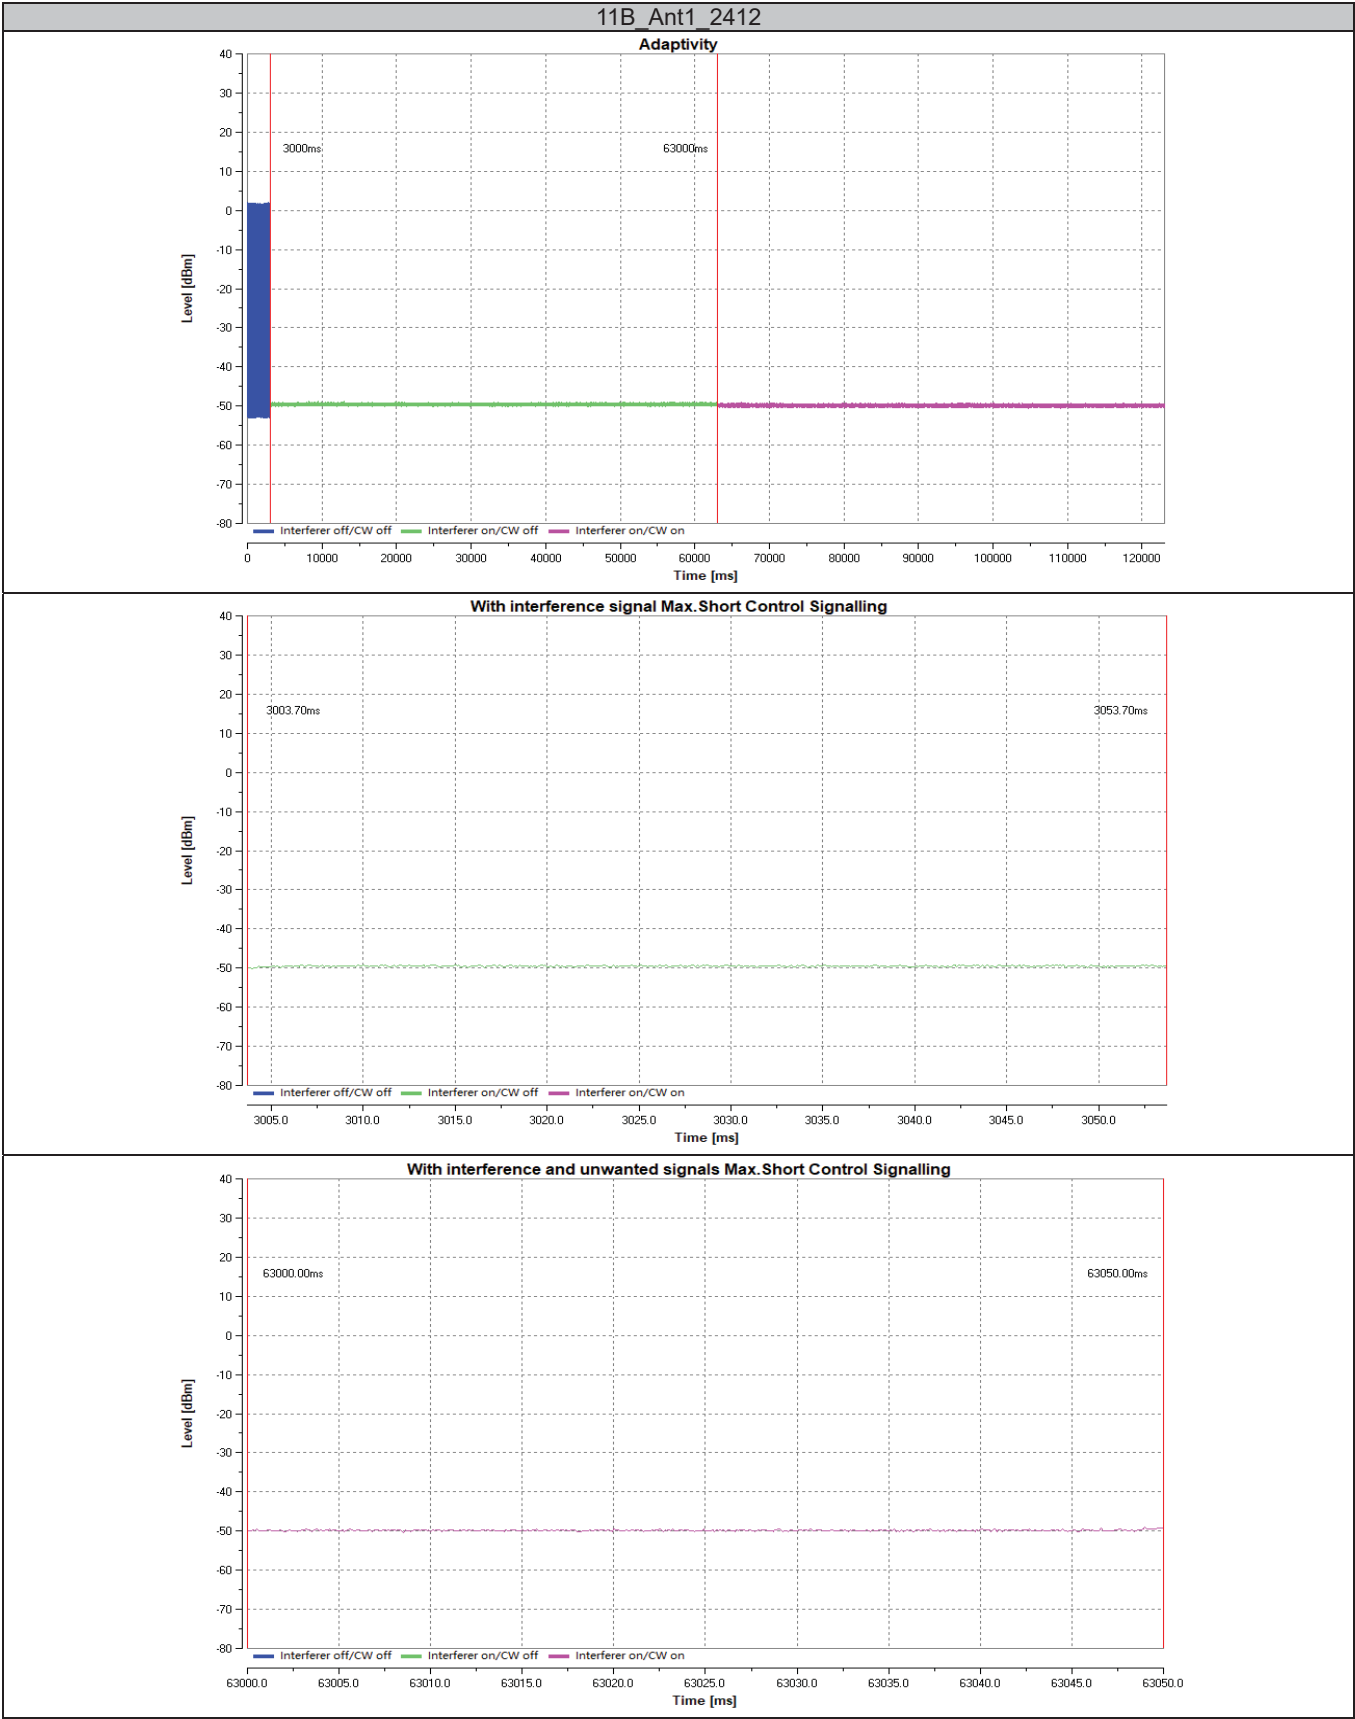 11B_Ant1_2412
Adaptivity
40
30
20
3000ms
63000ms
10
0
-10
-20
-30
-40
-50
-60
-70
-80
Level [dBm]
Interferer off/CW off
Interferer on/CW off
Interferer on/CW on
0 10000 20000 30000 40000 50000 60000 70000 80000 90000 100000 110000 120000
Time [ms]
With interference signal Max.Short Control Signalling
40
30
20
3003.70ms
3053.70ms
10
0
-10
-20
-30
-40
-50
-60
-70
-80
Level [dBm]
Interferer off/CW off
Interferer on/CW off
Interferer on/CW on
3005.0 3010.0 3015.0 3020.0 3025.0 3030.0 3035.0 3040.0 3045.0 3050.0
Time [ms]
With interference and unwanted signals Max.Short Control Signalling
40
30
20
63000.00ms
63050.00ms
10
0
-10
-20
-30
-40
-50
-60
-70
-80
Level [dBm]
Interferer off/CW off
Interferer on/CW off
Interferer on/CW on
63000.0 63005.0 63010.0 63015.0 63020.0 63025.0 63030.0 63035.0 63040.0 63045.0 63050.0
Time [ms]